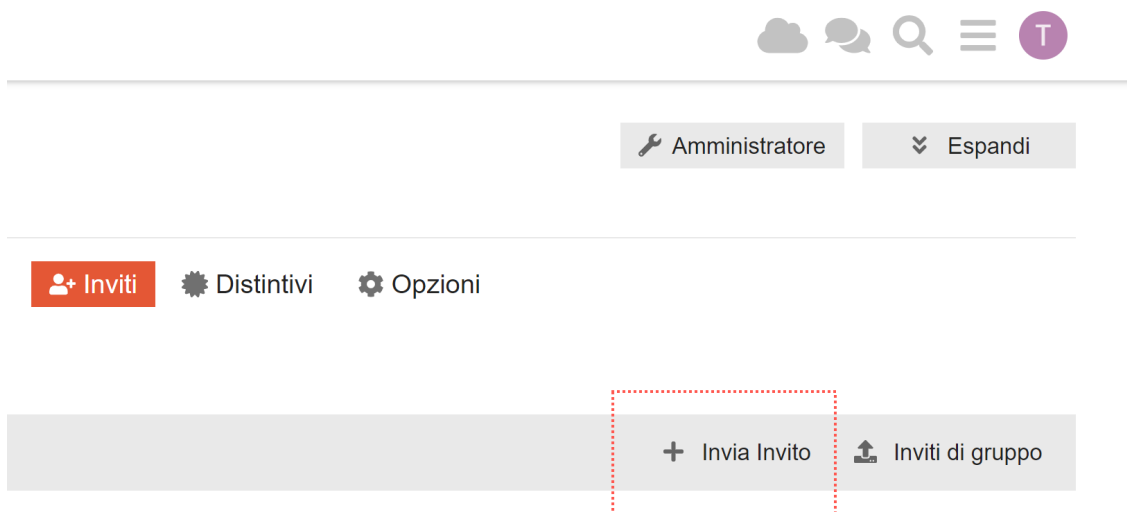 T
Amministratore Espandi
Inviti Distintivi Opzioni
Invia Invito Inviti di gruppo